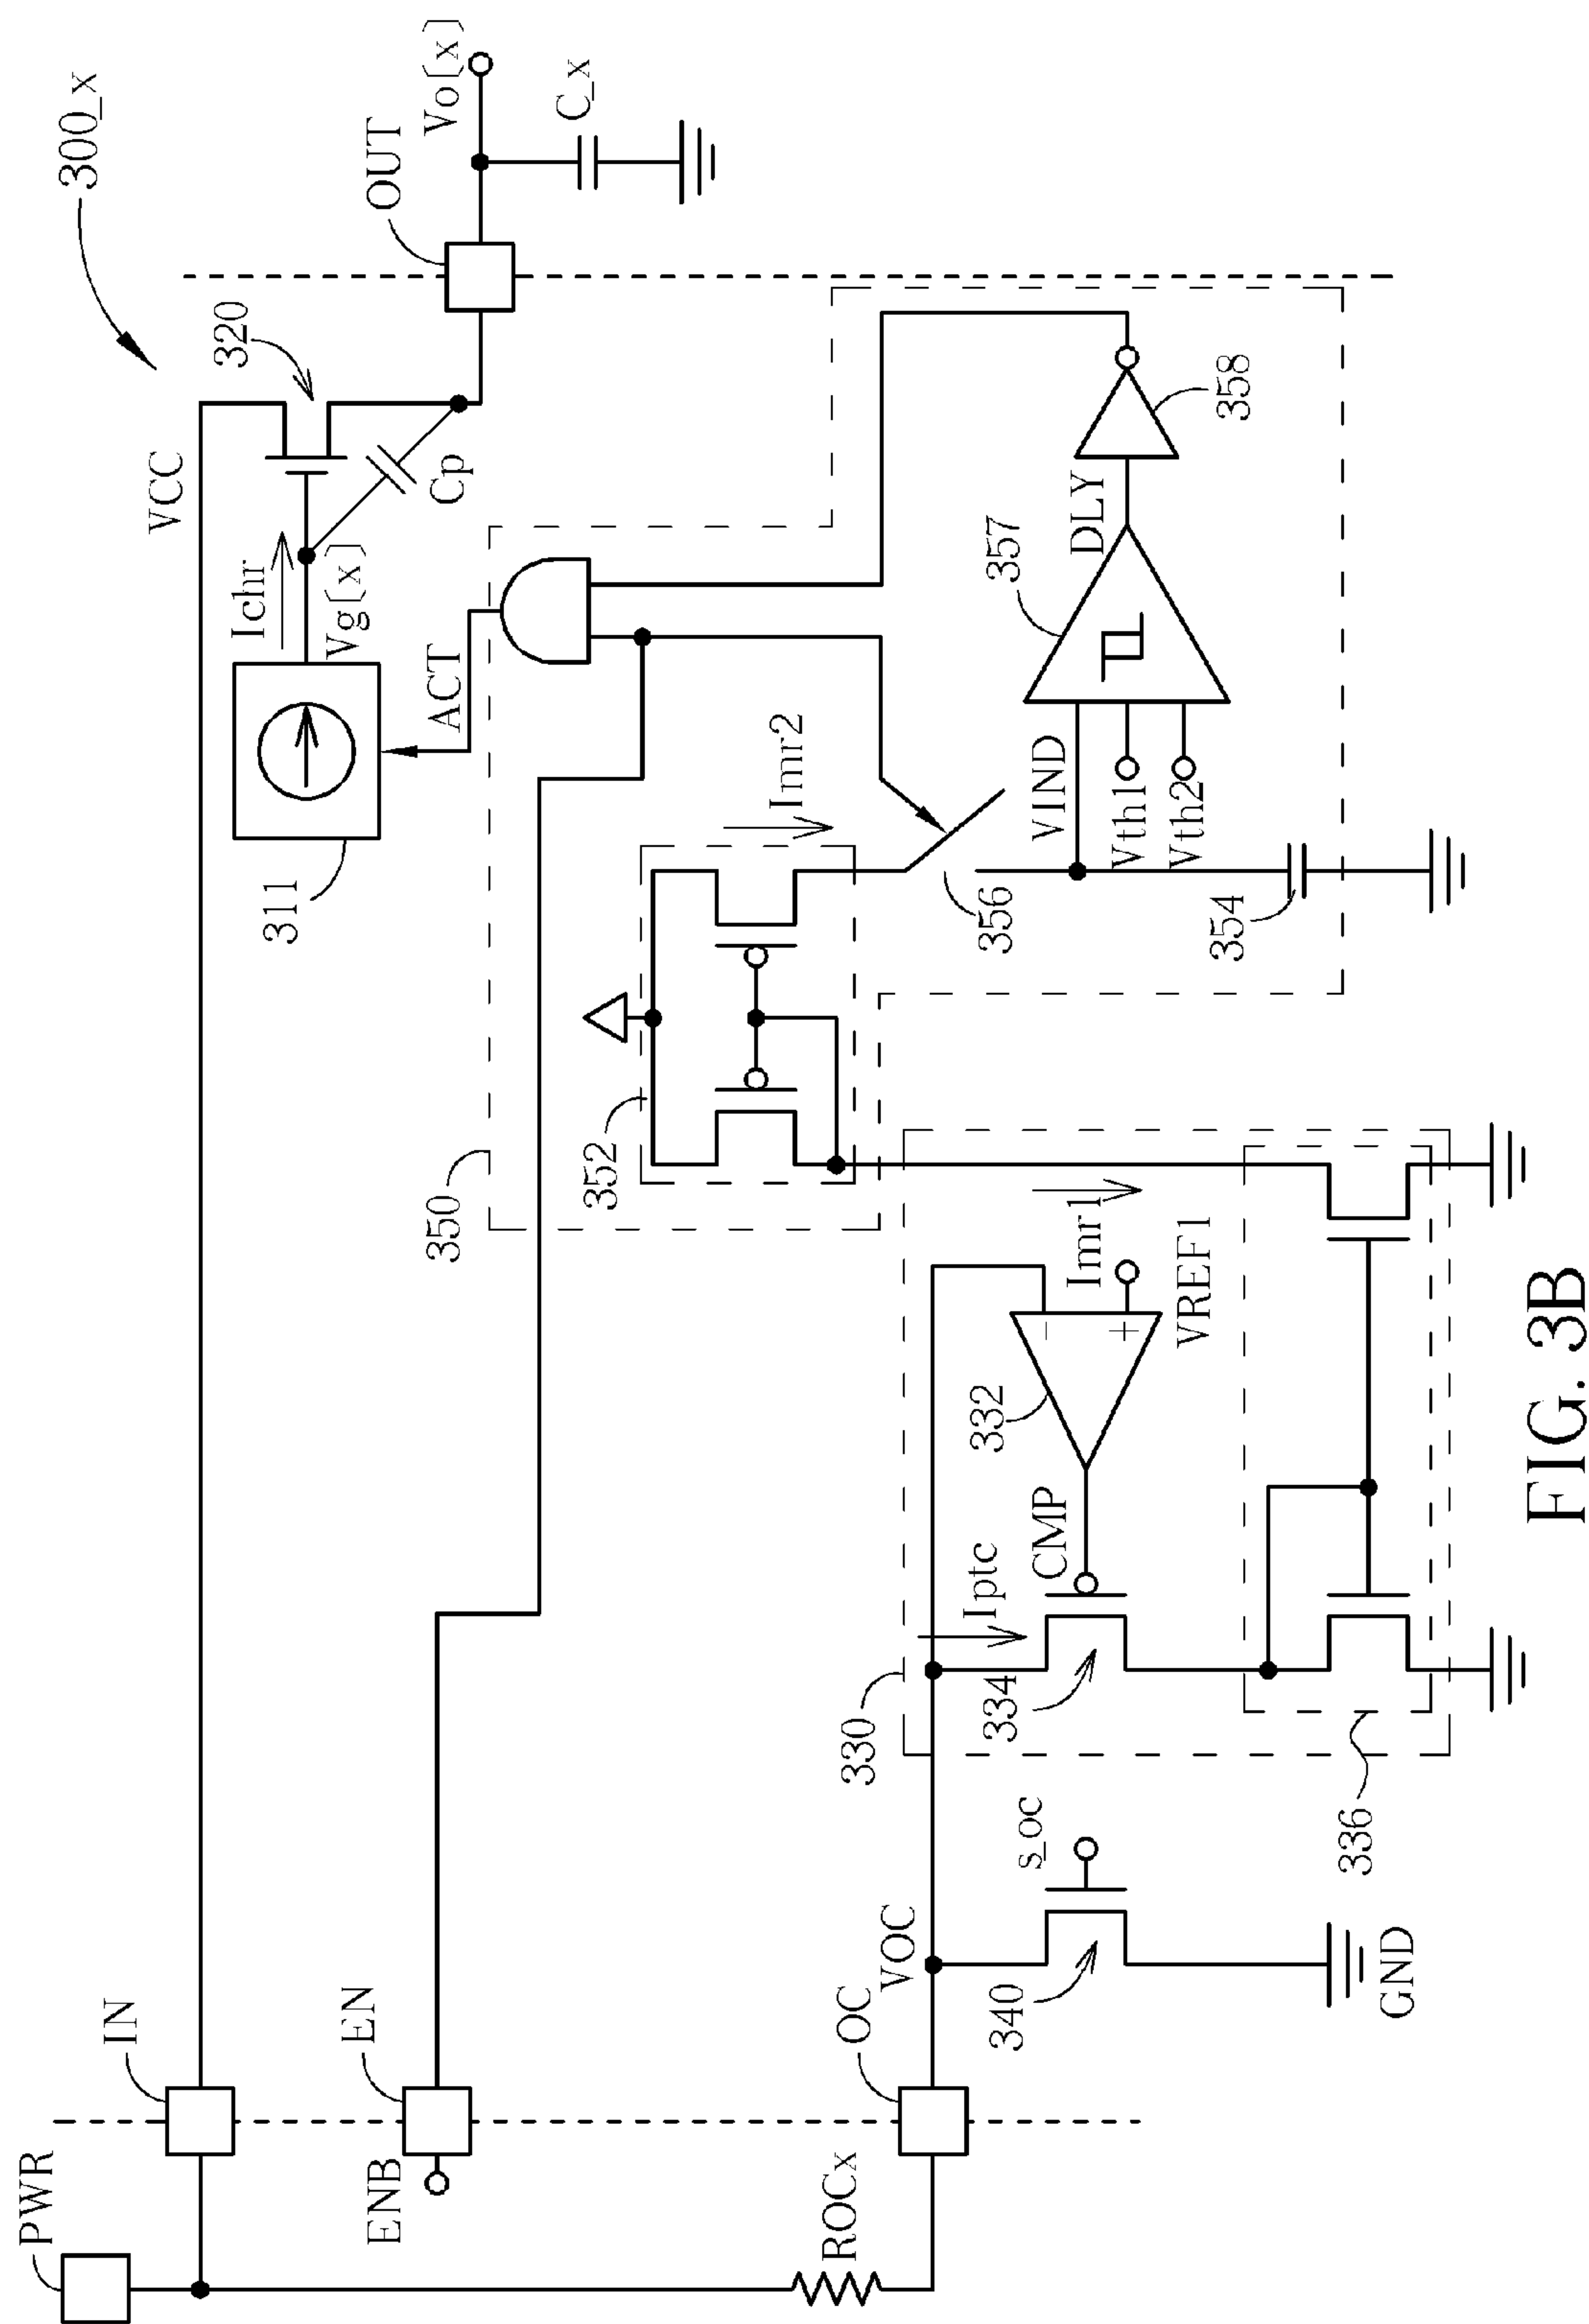 300_x
PWR
IN
VCC
320
OUT
Vo[x]
C_x
Ichr
Vg[x]
Cp
311
ACT
ENB
EN
350
352
Imr2
356
VIND
Vth1
Vth2
354
357
DLY
358
ROCx
OC
VOC
s_oc
340
GND
330
Iptc
334
CMP
332
Imr1
VREF1
-
+
336
FIG. 3B